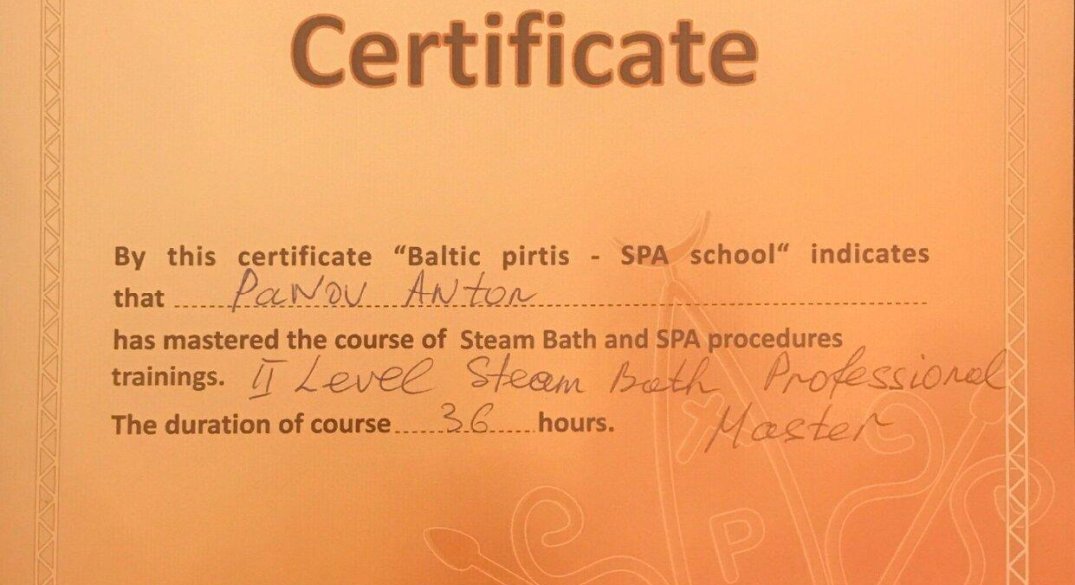 Certificate
By this certificate “Baltic pirtis - SPA school“ indicates
that Panov Anton
has mastered the course of Steam Bath and SPA procedures
trainings. II Level Steam Bath Professional
The duration of course 36 hours. Master